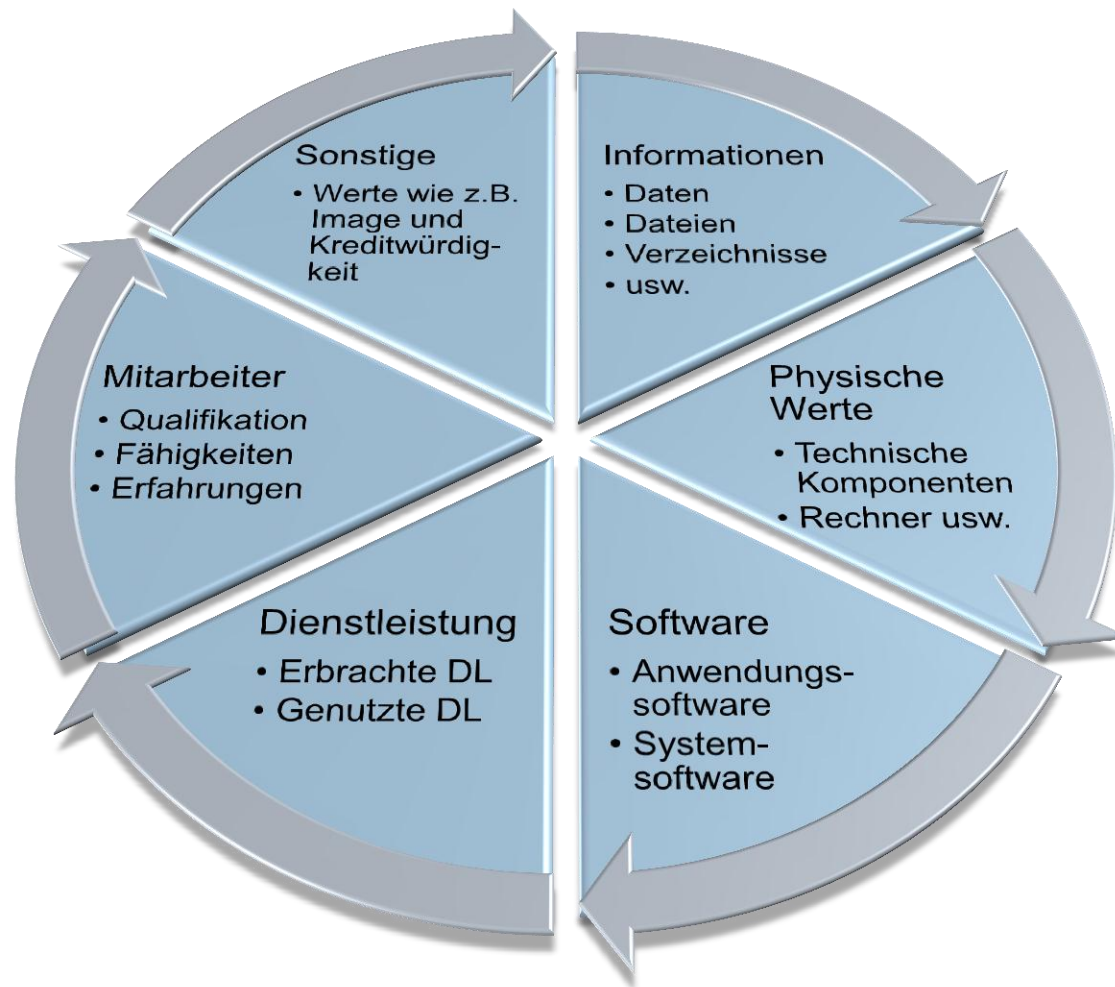 Sonstige
• Werte wie z.B.
Image und
Kreditwürdig-
keit
Informationen
• Daten
• Dateien
• Verzeichnisse
• usw.
Physische
Werte
• Technische
Komponenten
• Rechner usw.
Software
• Anwendungs-
software
• System-
software
Dienstleistung
• Erbrachte DL
• Genutzte DL
Mitarbeiter
• Qualifikation
• Fähigkeiten
• Erfahrungen